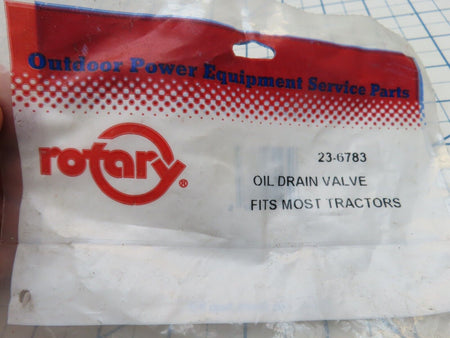 Outdoor Power Equipment Service Parts
rotary®
23-6783
OIL DRAIN VALVE
FITS MOST TRACTORS